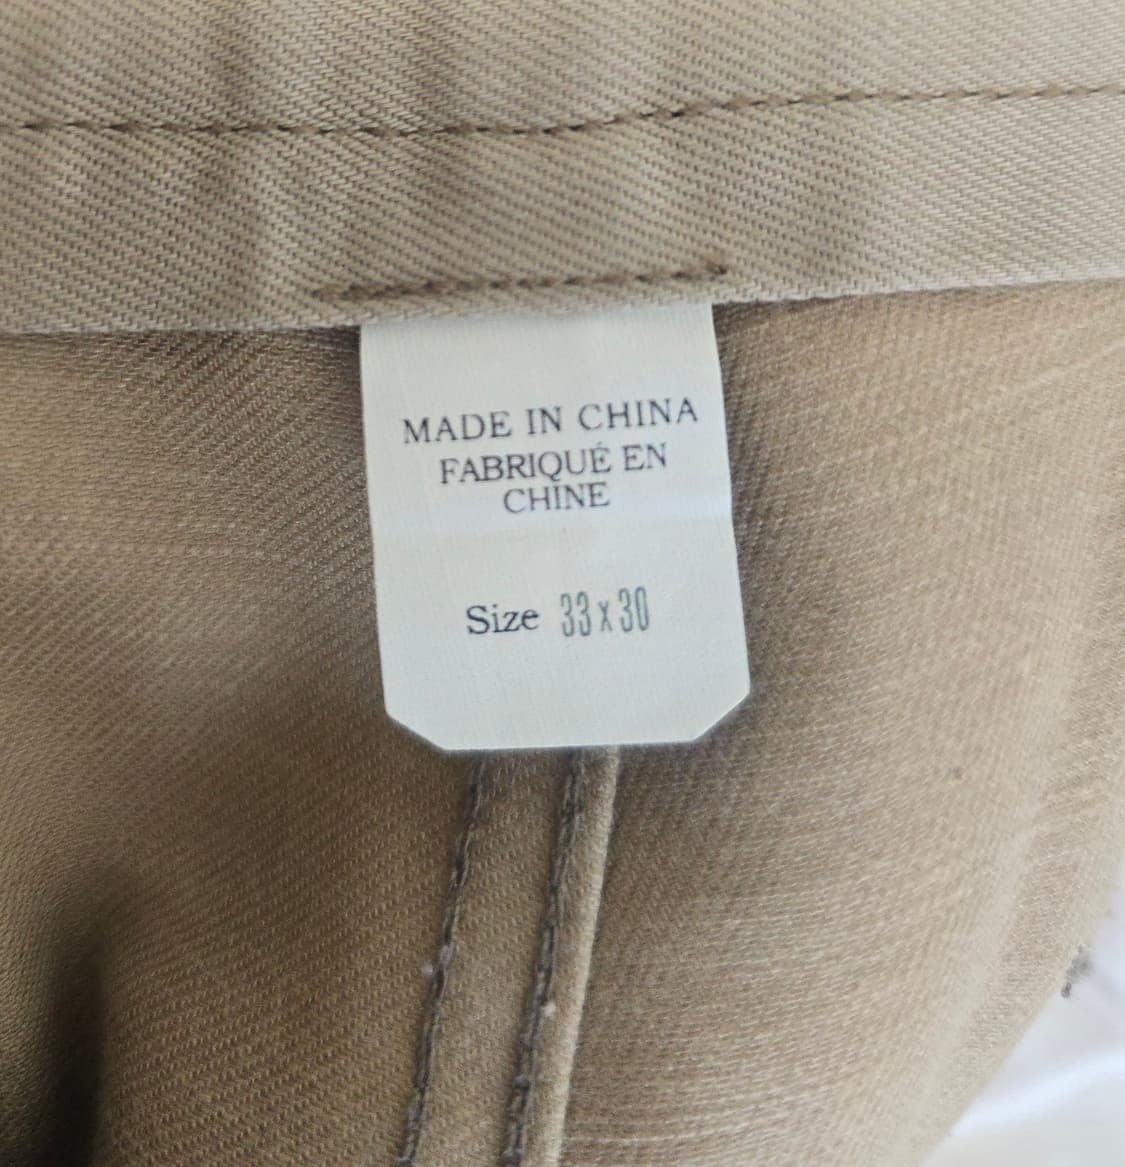 MADE IN CHINA
FABRIQUÉ EN
CHINE
Size 33 x 30